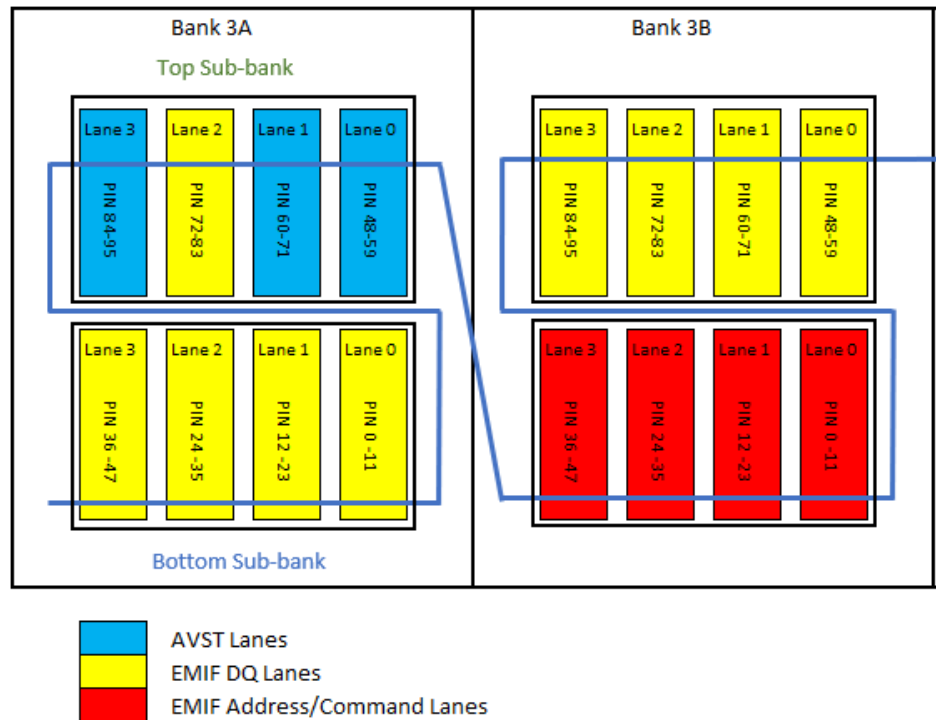 Bank 3A
Bank 3B
Top Sub-bank
Lane 3
Lane 2
Lane 1
Lane 0
PIN 84-95
PIN 72-83
PIN 60-71
PIN 48-59
Lane 3
Lane 2
Lane 1
Lane 0
PIN 84-95
PIN 72-83
PIN 60-71
PIN 48-59
Lane 3
Lane 2
Lane 1
Lane 0
PIN 36 -47
PIN 24 -35
PIN 12 -23
PIN 0 -11
Lane 3
Lane 2
Lane 1
Lane 0
PIN 36 -47
PIN 24 -35
PIN 12 -23
PIN 0 -11
Bottom Sub-bank
AVST Lanes
EMIF DQ Lanes
EMIF Address/Command Lanes